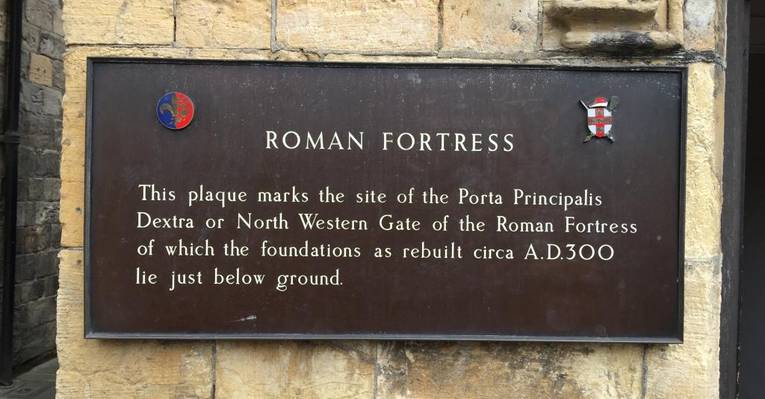 ROMAN FORTRESS
This plaque marks the site of the Porta Principalis
Dextra or North Western Gate of the Roman Fortress
of which the foundations as rebuilt circa A.D.300
lie just below ground.